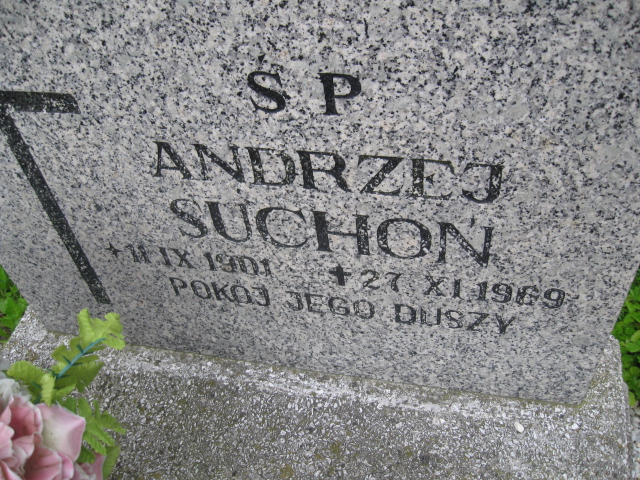 Ś P
ANDRZEJ
SUCHOŃ
+ 11 IX 1901 + 27 XI 1969
POKÓJ JEGO DUSZY